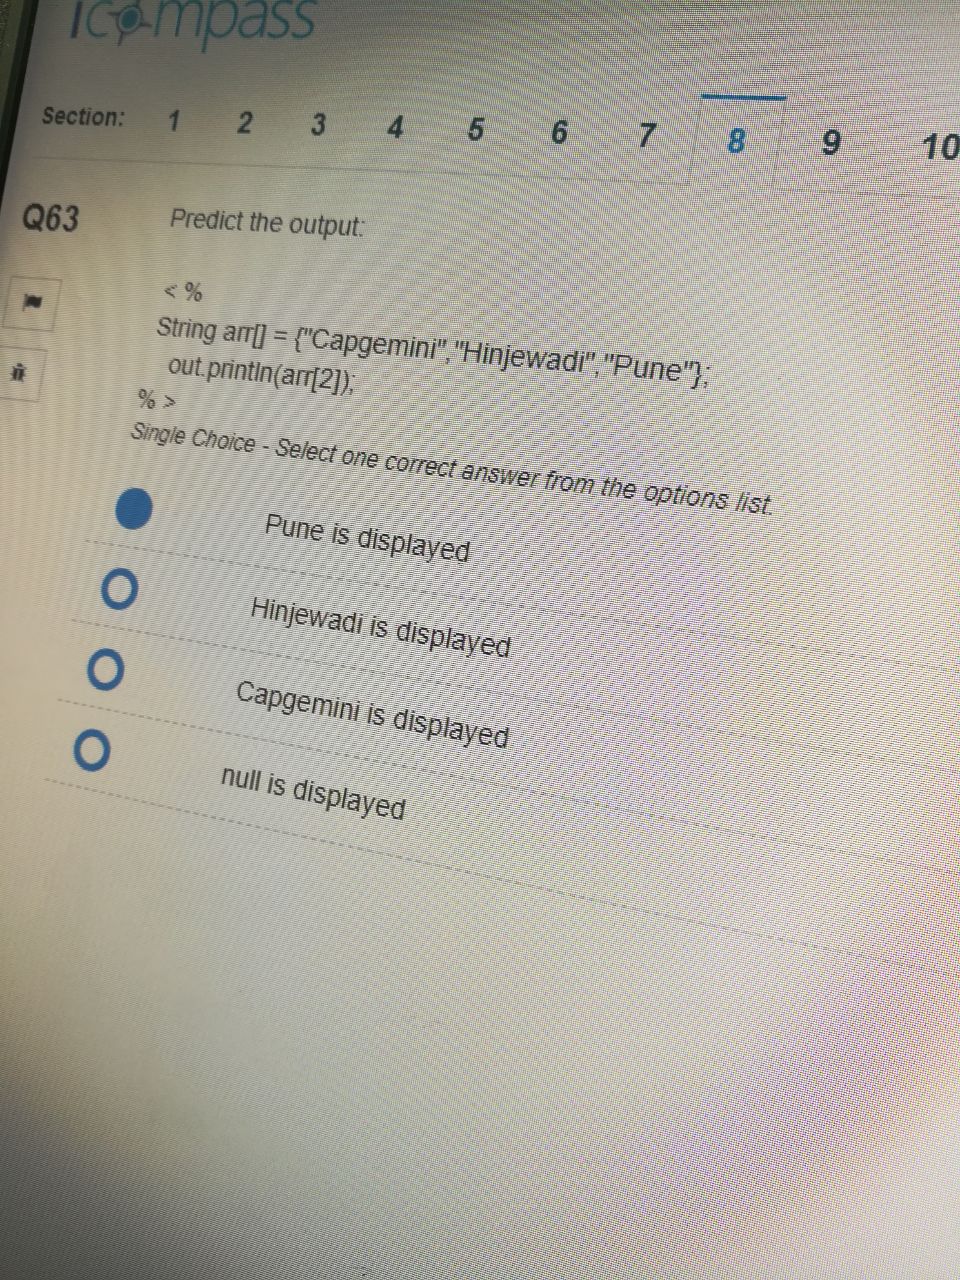 iCompass
Section: 1 2 3 4 5 6 7 8 9 10
Q63 Predict the output:
< %
String arr[] = {"Capgemini","Hinjewadi","Pune"};
out.println(arr[2]);
% >
Single Choice - Select one correct answer from the options list.
Pune is displayed
Hinjewadi is displayed
Capgemini is displayed
null is displayed